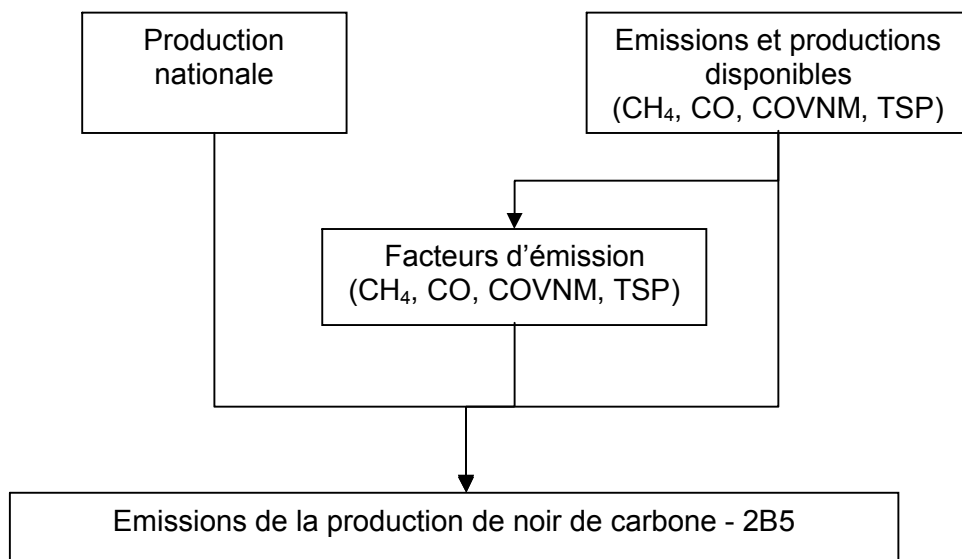 Production
nationale
Emissions et productions
disponibles
(CH₄, CO, COVNM, TSP)
Facteurs d'émission
(CH₄, CO, COVNM, TSP)
Emissions de la production de noir de carbone - 2B5